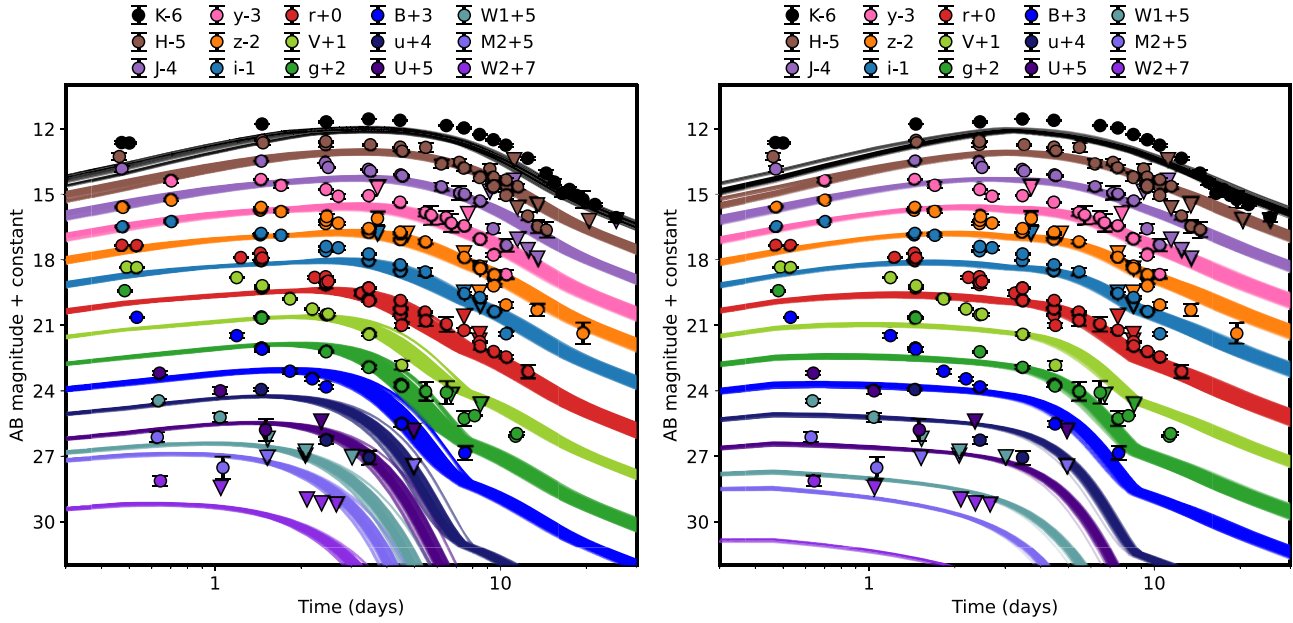 K-6 y-3 r+0 B+3 W1+5
H-5 z-2 V+1 u+4 M2+5
J-4 i-1 g+2 U+5 W2+7
K-6 y-3 r+0 B+3 W1+5
H-5 z-2 V+1 u+4 M2+5
J-4 i-1 g+2 U+5 W2+7
AB magnitude + constant
12
15
18
21
24
27
30
1 10
Time (days)
AB magnitude + constant
12
15
18
21
24
27
30
1 10
Time (days)